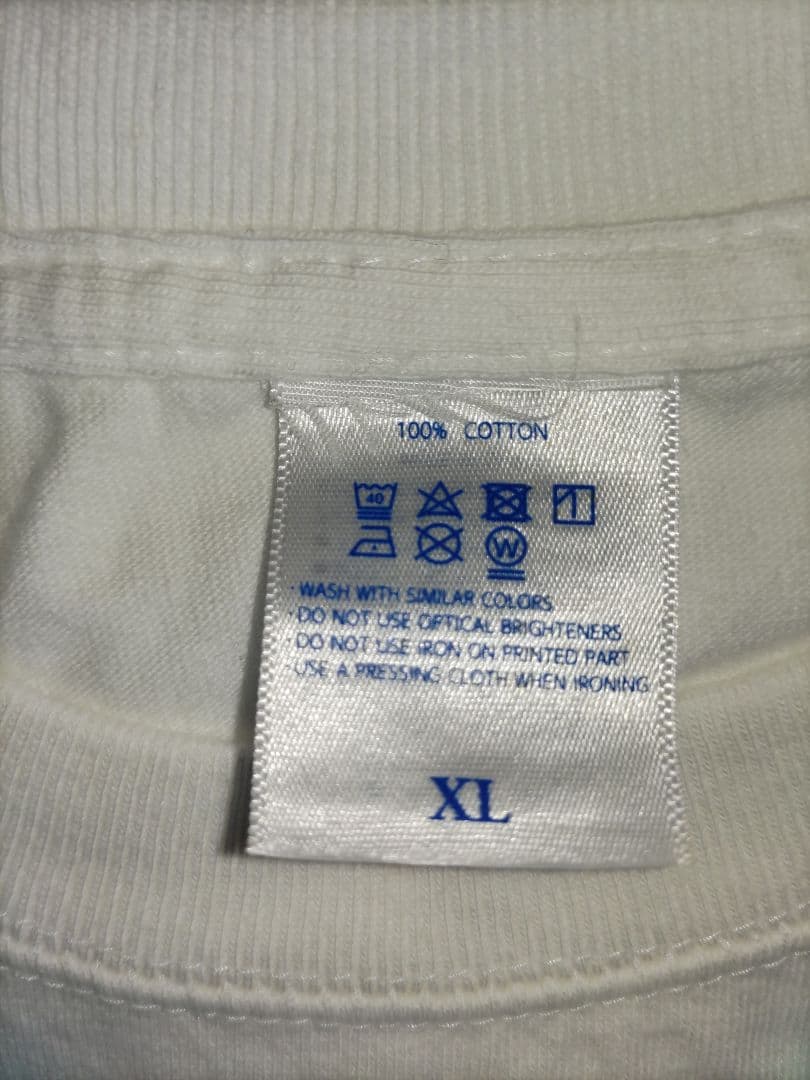 100% COTTON
40
W
·WASH WITH SIMILAR COLORS
·DO NOT USE OPTICAL BRIGHTENERS
·DO NOT USE IRON ON PRINTED PART
·USE A PRESSING CLOTH WHEN IRONING
XL